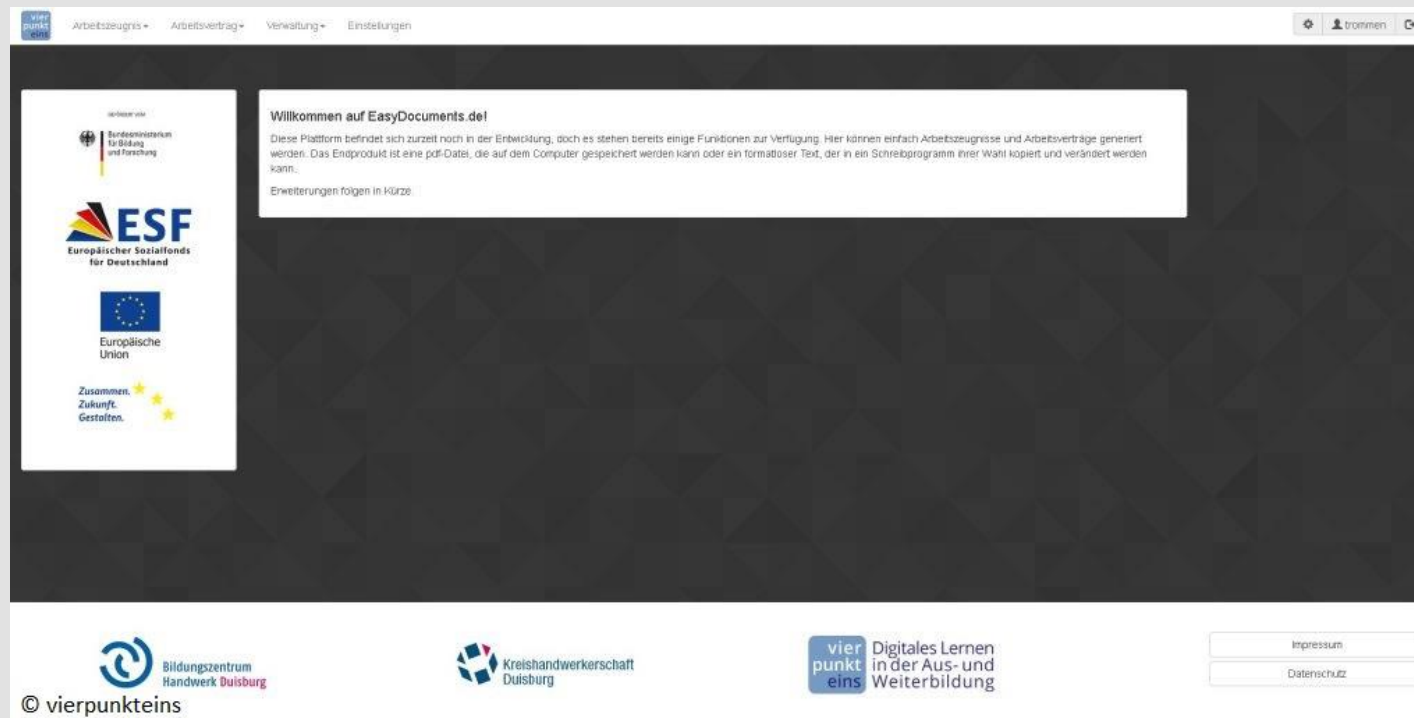 vier
punkt
eins
Arbeitszeugnis
Arbeitsvertrag
Verwaltung
Einstellungen
trommen
Bundesministerium
für Bildung
und Forschung
ESF
Europäischer Sozialfonds
für Deutschland
Europäische
Union
Zusammen.
Zukunft.
Gestalten.
Willkommen auf EasyDocuments.de!
Diese Plattform befindet sich zurzeit noch in der Entwicklung, doch es stehen bereits einige Funktionen zur Verfügung. Hier können einfach Arbeitszeugnisse und Arbeitsverträge generiert
werden. Das Endprodukt ist eine pdf-Datei, die auf dem Computer gespeichert werden kann oder ein formatloser Text, der in ein Schreibprogramm ihrer Wahl kopiert und verändert werden
kann.
Erweiterungen folgen in Kürze
Bildungszentrum
Handwerk Duisburg
Kreishandwerkerschaft
Duisburg
vier
punkt
eins
Digitales Lernen
in der Aus- und
Weiterbildung
Impressum
Datenschutz
© vierpunkteins